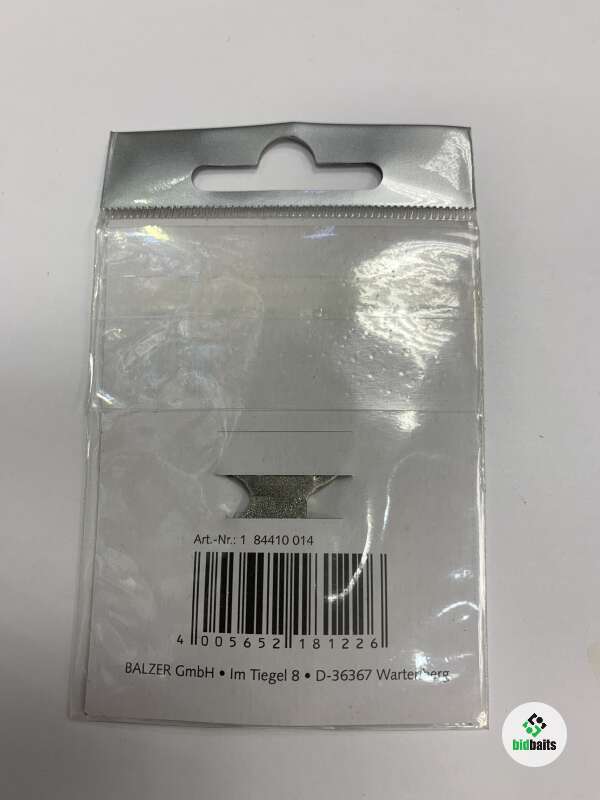 Art.-Nr.: 1 84410 014
4 005652 181226
BALZER GmbH • Im Tiegel 8 • D-36367 Wartenberg
bidbaits